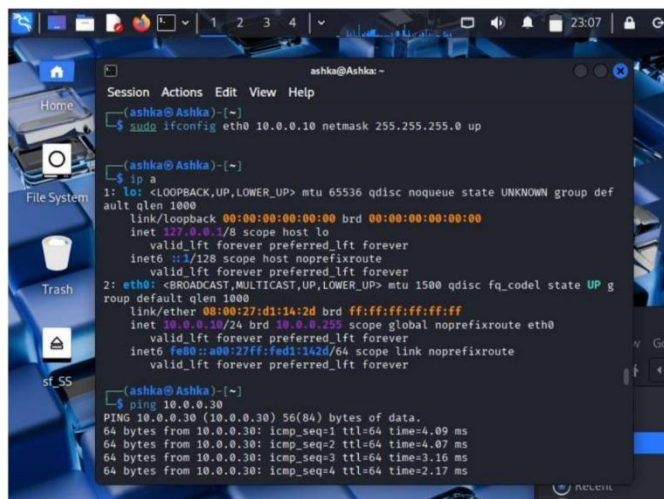 1 2 3 4 23:07
ashka@Ashka: ~
Session Actions Edit View Help
(ashka㉿Ashka)-[~]
$ sudo ifconfig eth0 10.0.0.10 netmask 255.255.255.0 up
(ashka㉿Ashka)-[~]
$ ip a
1: lo: <LOOPBACK,UP,LOWER_UP> mtu 65536 qdisc noqueue state UNKNOWN group def
ault qlen 1000
link/loopback 00:00:00:00:00:00 brd 00:00:00:00:00:00
inet 127.0.0.1/8 scope host lo
valid_lft forever preferred_lft forever
inet6 ::1/128 scope host noprefixroute
valid_lft forever preferred_lft forever
2: eth0: <BROADCAST,MULTICAST,UP,LOWER_UP> mtu 1500 qdisc fq_codel state UP g
roup default qlen 1000
link/ether 08:00:27:d1:14:2d brd ff:ff:ff:ff:ff:ff
inet 10.0.0.10/24 brd 10.0.0.255 scope global noprefixroute eth0
valid_lft forever preferred_lft forever
inet6 fe80::a00:27ff:fed1:142d/64 scope link noprefixroute
valid_lft forever preferred_lft forever
(ashka㉿Ashka)-[~]
$ ping 10.0.0.30
PING 10.0.0.30 (10.0.0.30) 56(84) bytes of data.
64 bytes from 10.0.0.30: icmp_seq=1 ttl=64 time=4.09 ms
64 bytes from 10.0.0.30: icmp_seq=2 ttl=64 time=4.07 ms
64 bytes from 10.0.0.30: icmp_seq=3 ttl=64 time=3.16 ms
64 bytes from 10.0.0.30: icmp_seq=4 ttl=64 time=2.17 ms
Home
File System
Trash
sf_SS
Recent